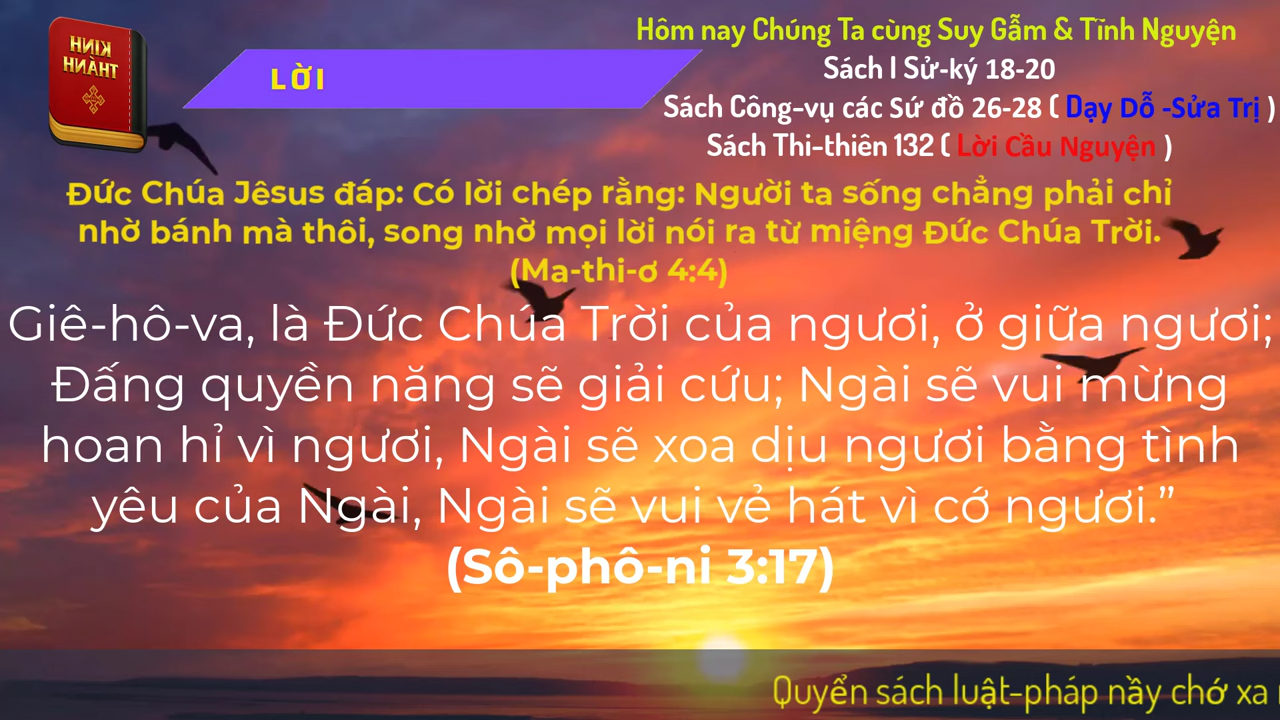 KINH
THÁNH
LỜI
Hôm nay Chúng Ta cùng Suy Gẫm & Tĩnh Nguyện
Sách I Sử-ký 18-20
Sách Công-vụ các Sứ đồ 26-28 ( Dạy Dỗ -Sửa Trị )
Sách Thi-thiên 132 ( Lời Cầu Nguyện )
Đức Chúa Jêsus đáp: Có lời chép rằng: Người ta sống chẳng phải chỉ
nhờ bánh mà thôi, song nhờ mọi lời nói ra từ miệng Đức Chúa Trời.
(Ma-thi-ơ 4:4)
Giê-hô-va, là Đức Chúa Trời của ngươi, ở giữa ngươi;
Đấng quyền năng sẽ giải cứu; Ngài sẽ vui mừng
hoan hỉ vì ngươi, Ngài sẽ xoa dịu ngươi bằng tình
yêu của Ngài, Ngài sẽ vui vẻ hát vì cớ ngươi.”
(Sô-phô-ni 3:17)
Quyển sách luật-pháp nầy chớ xa